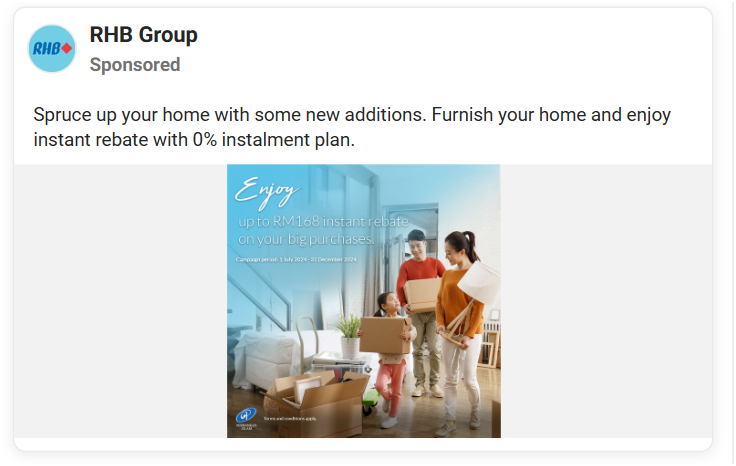 RHB
RHB Group
Sponsored
Spruce up your home with some new additions. Furnish your home and enjoy
instant rebate with 0% instalment plan.
Enjoy
up to RM168 instant rebate
on your big purchases.
Campaign period: 1 July 2024 - 31 December 2024
Terms and conditions apply.